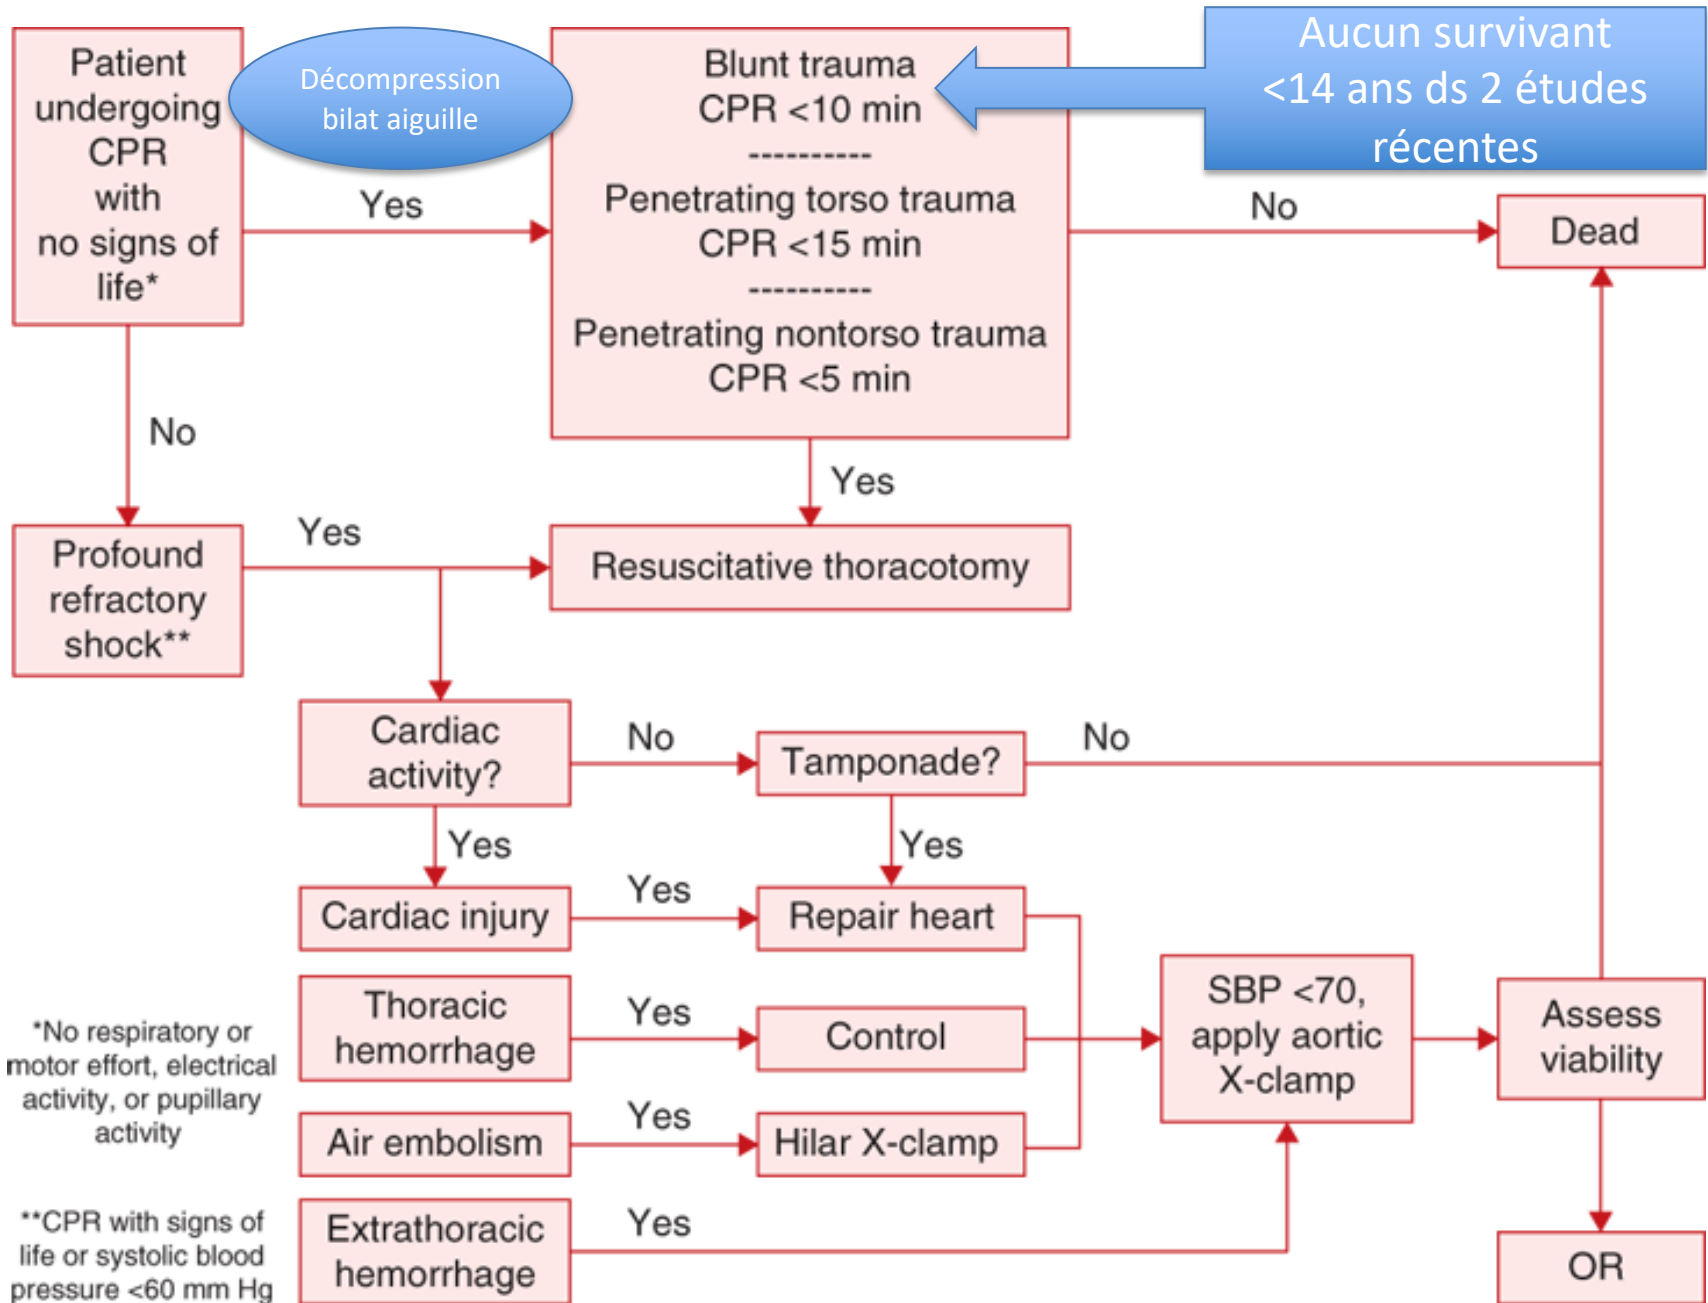 Patient
undergoing
CPR
with
no signs of
life*
Décompression
bilat aiguille
Blunt trauma
CPR <10 min
----------
Penetrating torso trauma
CPR <15 min
----------
Penetrating nontorso trauma
CPR <5 min
Aucun survivant
<14 ans ds 2 études
récentes
Yes
No
Dead
No
Yes
Profound
refractory
shock**
Yes
Resuscitative thoracotomy
Cardiac
activity?
No
Tamponade?
No
Yes
Yes
Cardiac injury
Yes
Repair heart
Thoracic
hemorrhage
Yes
Control
SBP <70,
apply aortic
X-clamp
Assess
viability
*No respiratory or
motor effort, electrical
activity, or pupillary
activity
Air embolism
Yes
Hilar X-clamp
**CPR with signs of
life or systolic blood
pressure <60 mm Hg
Extrathoracic
hemorrhage
Yes
OR